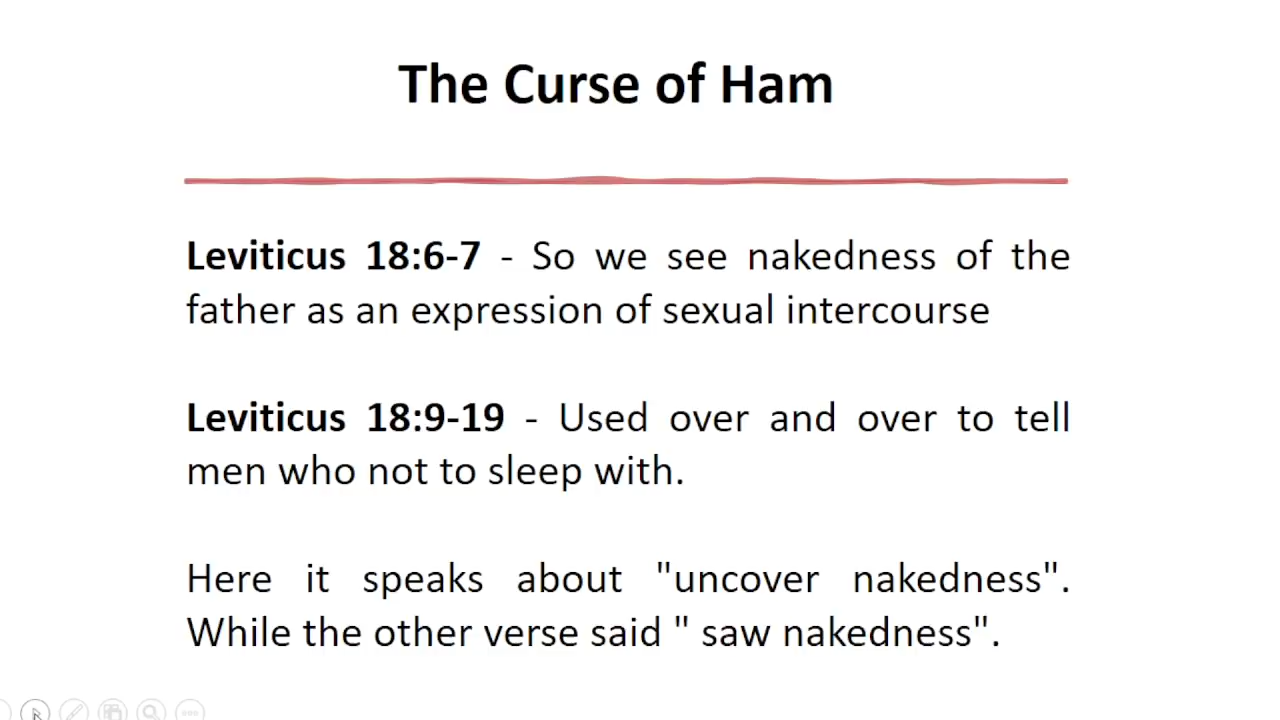 The Curse of Ham
Leviticus 18:6-7 - So we see nakedness of the
father as an expression of sexual intercourse
Leviticus 18:9-19 - Used over and over to tell
men who not to sleep with.
Here it speaks about "uncover nakedness".
While the other verse said " saw nakedness".